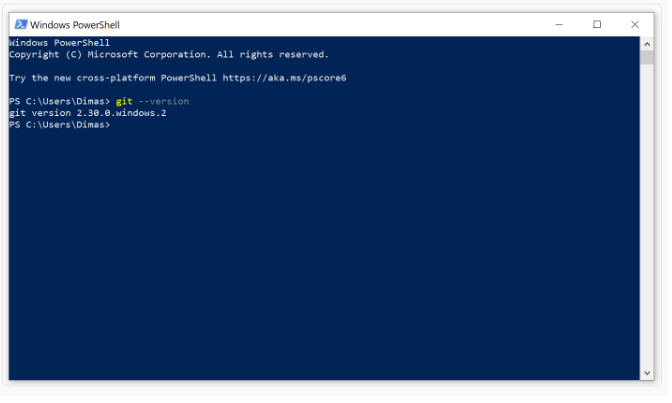 Windows PowerShell
Windows PowerShell
Copyright (C) Microsoft Corporation. All rights reserved.
Try the new cross-platform PowerShell https://aka.ms/pscore6
PS C:\Users\Dimas> git --version
git version 2.30.0.windows.2
PS C:\Users\Dimas>